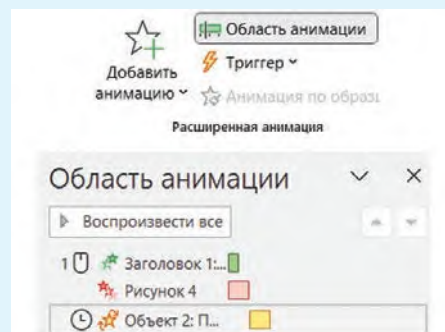 Область анимации
Добавить анимацию
Триггер
Анимация по образц
Расширенная анимация
Область анимации
Воспроизвести все
1 Заголовок 1:...
Рисунок 4
Объект 2: П...